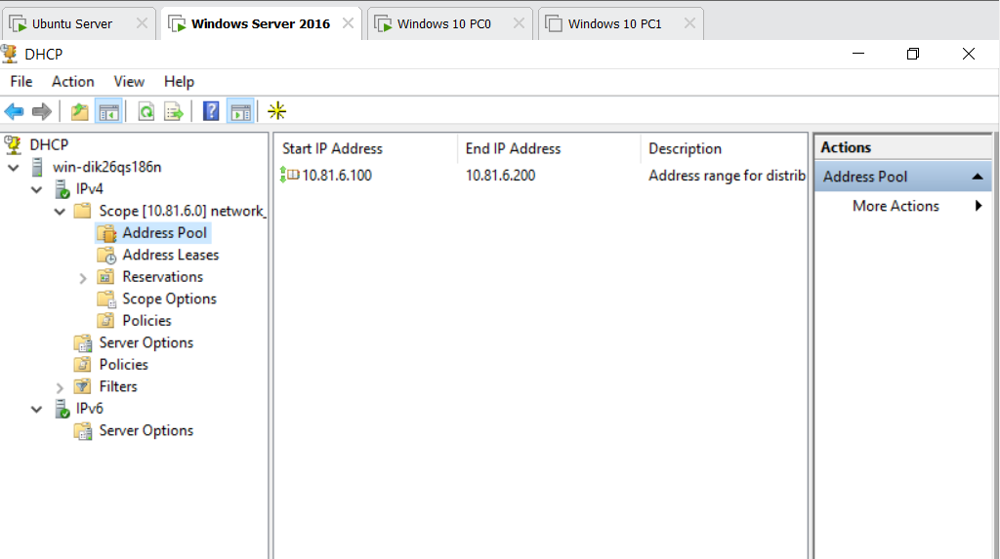 Ubuntu Server Windows Server 2016 Windows 10 PC0 Windows 10 PC1
DHCP
File Action View Help
DHCP
win-dik26qs186n
IPv4
Scope [10.81.6.0] network_
Address Pool
Address Leases
Reservations
Scope Options
Policies
Server Options
Policies
Filters
IPv6
Server Options
Start IP Address End IP Address Description
10.81.6.100 10.81.6.200 Address range for distrib
Actions
Address Pool
More Actions